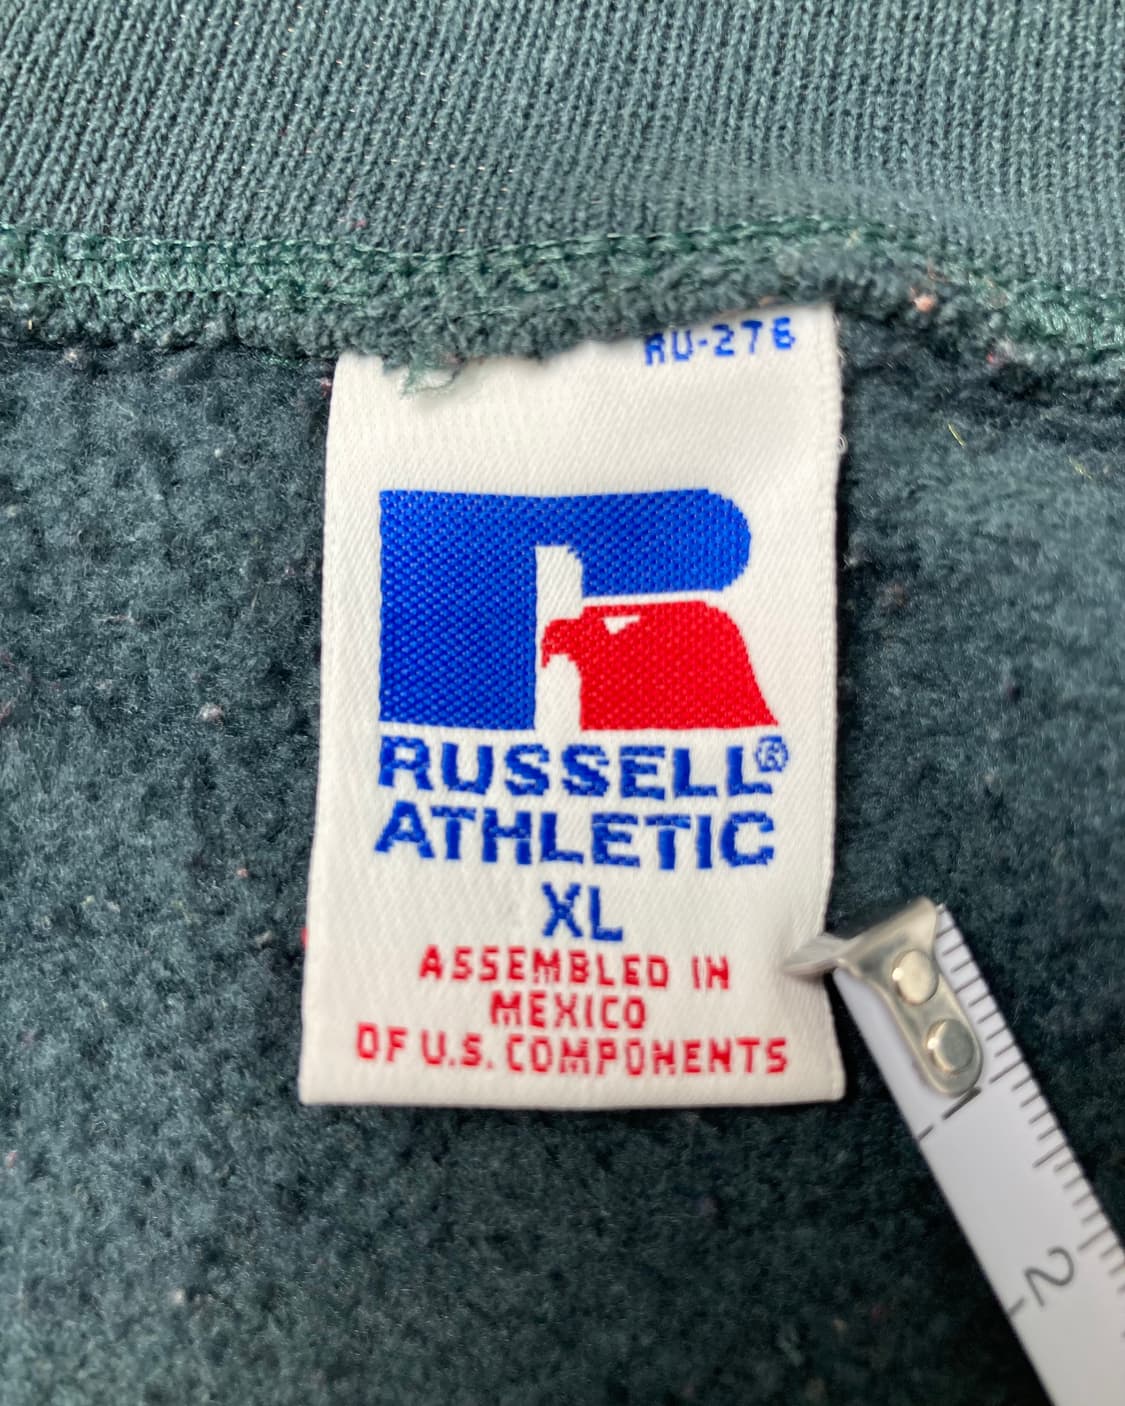 RU-276
RUSSELL®
ATHLETIC
XL
ASSEMBLED IN
MEXICO
OF U.S. COMPONENTS
1
2